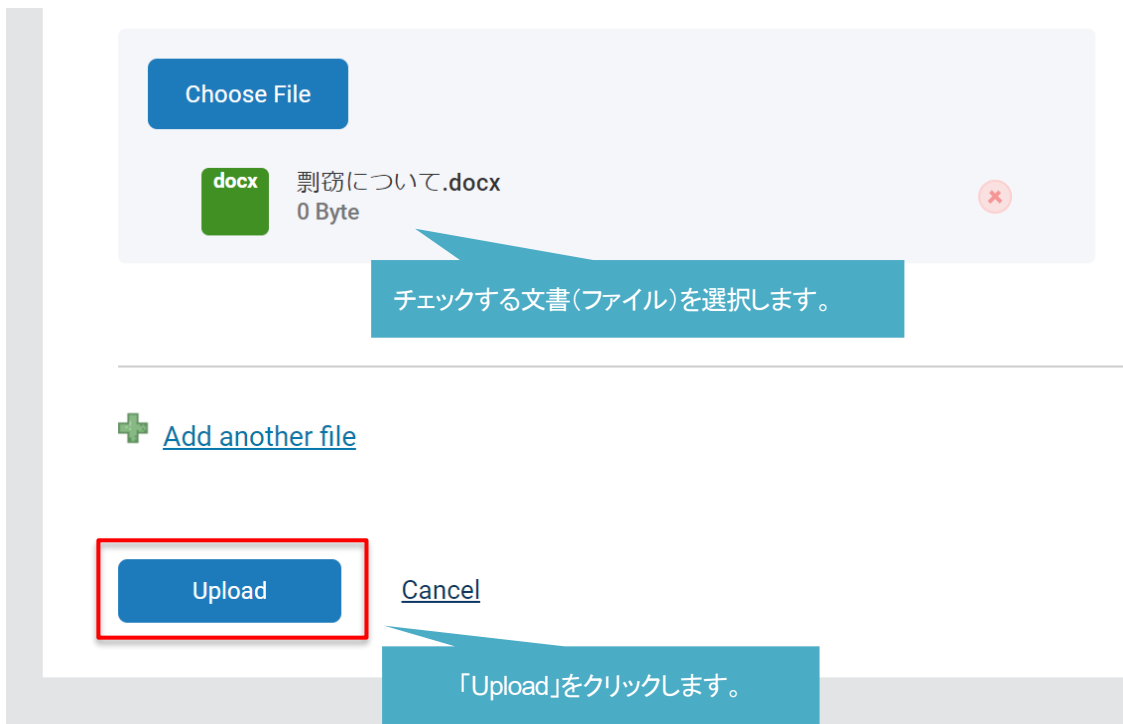 Choose File
docx
剽窃について.docx
0 Byte
チェックする文書（ファイル）を選択します。
Add another file
Upload
Cancel
「Upload」をクリックします。